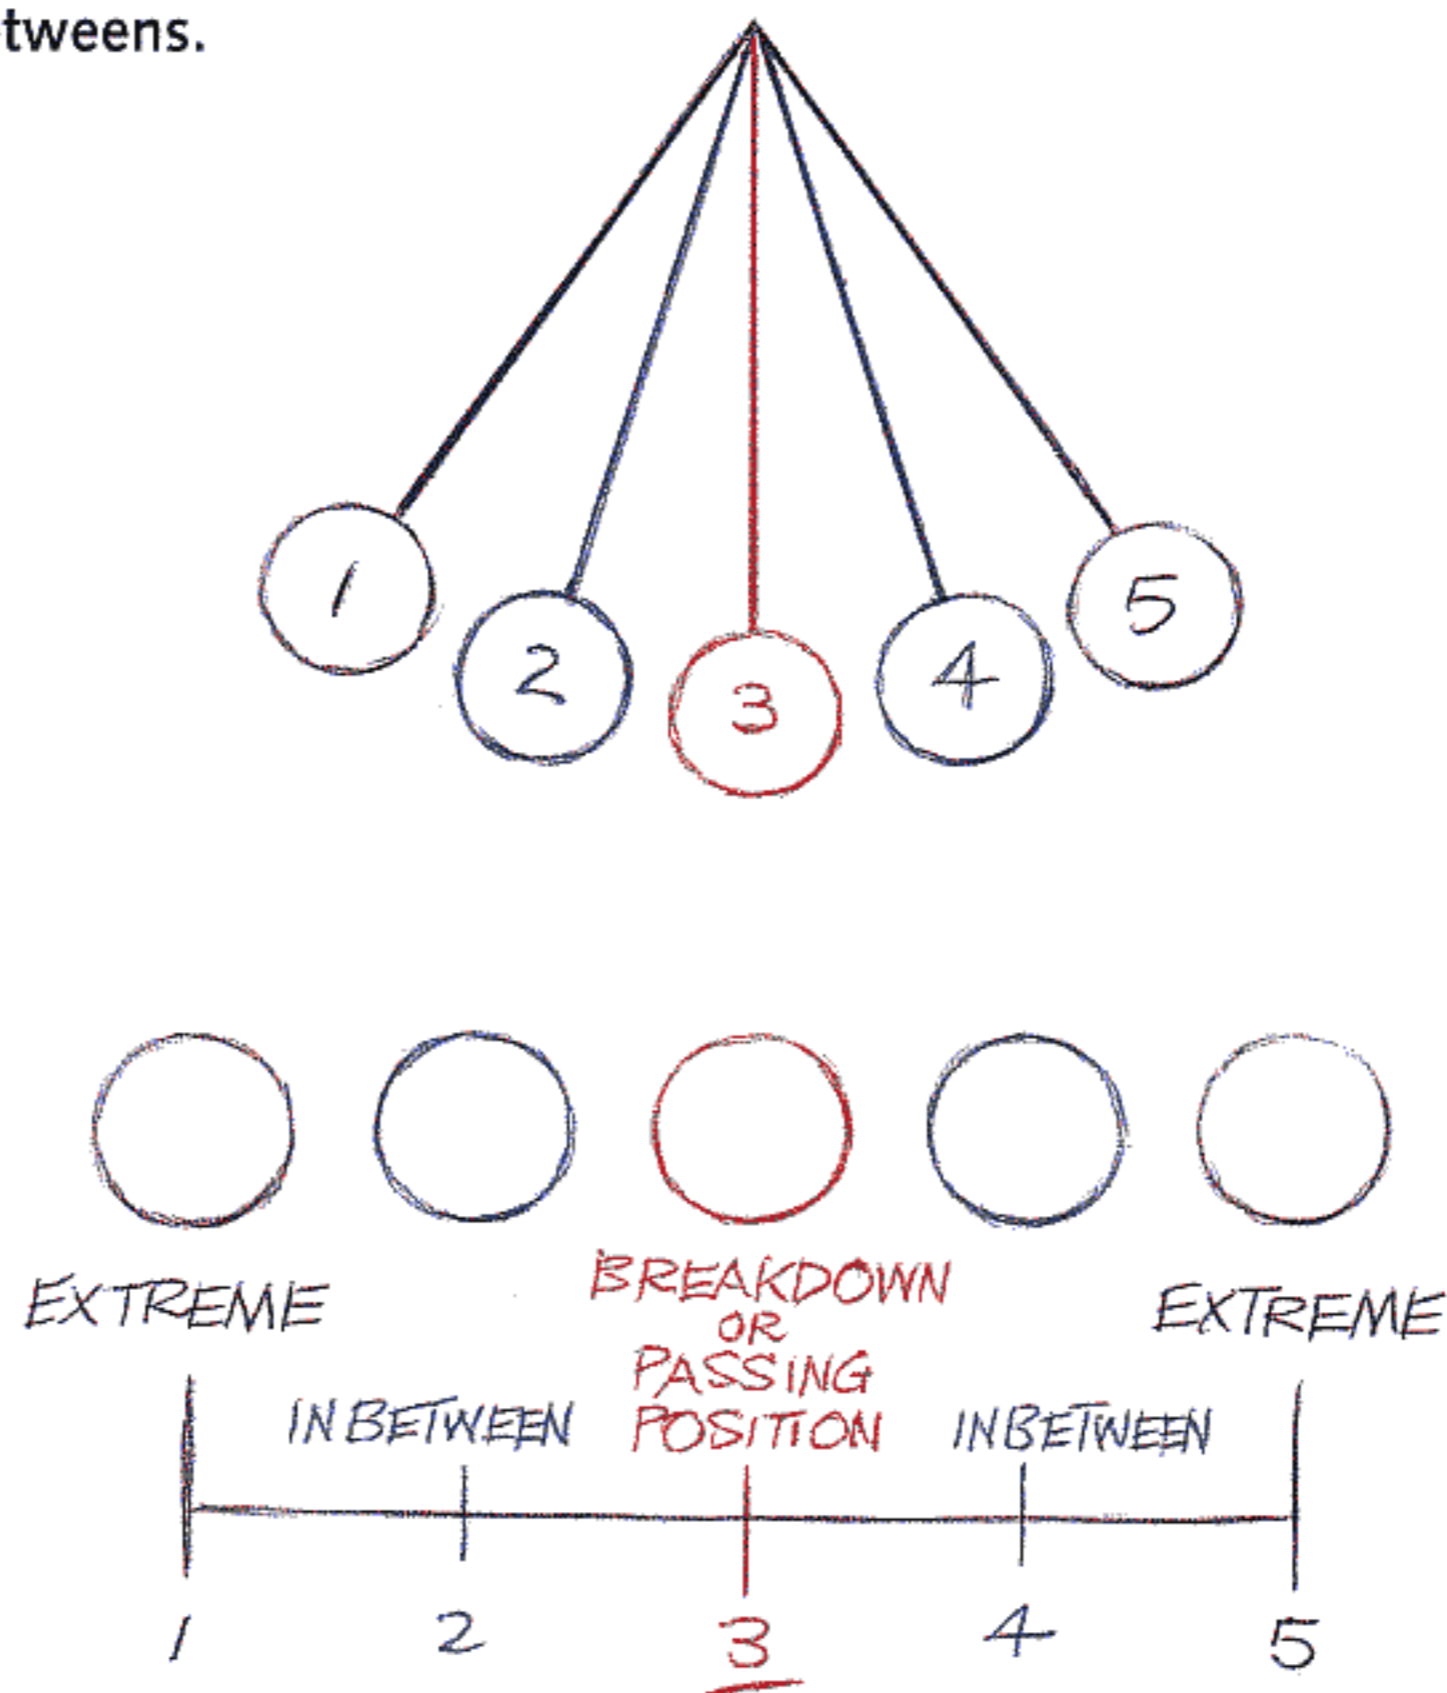 tweens.
1
2
3
4
5
EXTREME
BREAKDOWN
OR
PASSING
POSITION
EXTREME
INBETWEEN
INBETWEEN
1
2
3
4
5